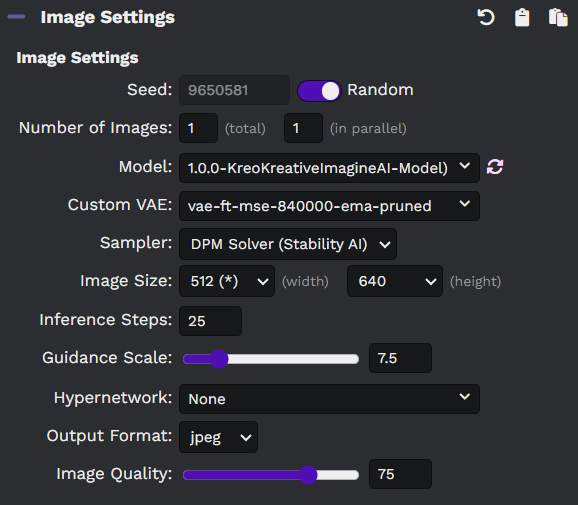 Image Settings
Image Settings
Seed: 9650581 Random
Number of Images: 1 (total) 1 (in parallel)
Model: 1.0.0-KreoKreativeImagineAI-Model)
Custom VAE: vae-ft-mse-840000-ema-pruned
Sampler: DPM Solver (Stability AI)
Image Size: 512 (*) (width) 640 (height)
Inference Steps: 25
Guidance Scale: 7.5
Hypernetwork: None
Output Format: jpeg
Image Quality: 75